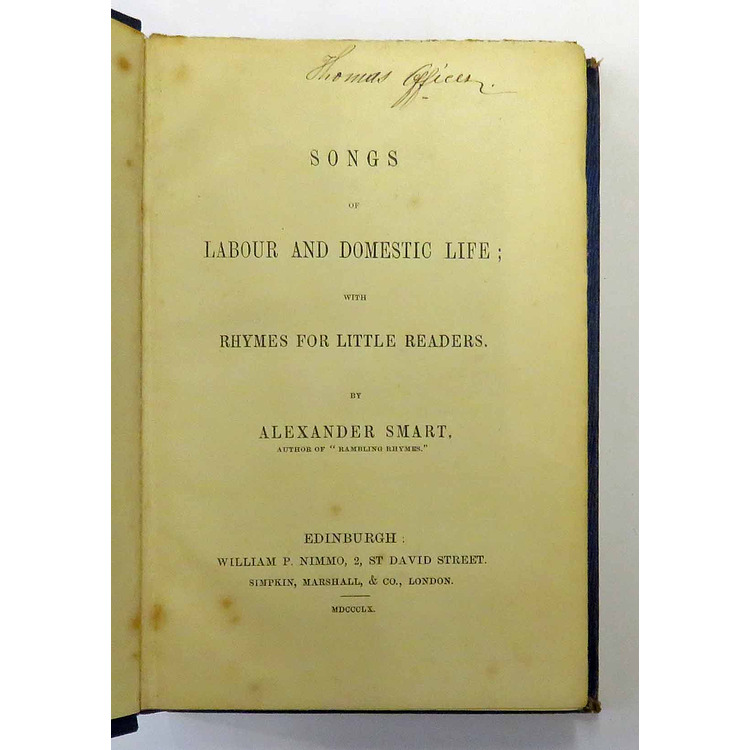 Thomas Officer.
SONGS
OF
LABOUR AND DOMESTIC LIFE;
WITH
RHYMES FOR LITTLE READERS.
BY
ALEXANDER SMART,
AUTHOR OF "RAMBLING RHYMES."
EDINBURGH:
WILLIAM P. NIMMO, 2, ST DAVID STREET.
SIMPKIN, MARSHALL, & CO., LONDON.
MDCCCLX.